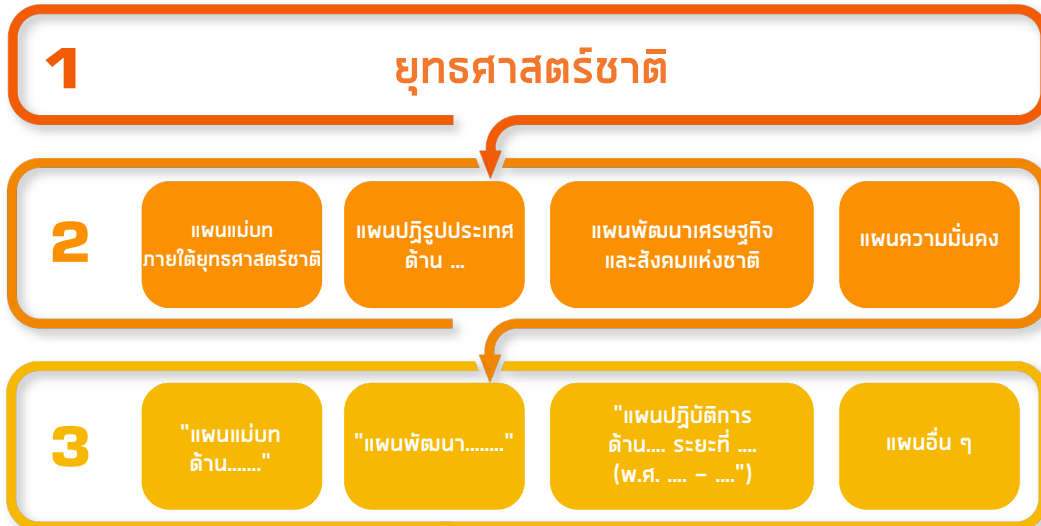 1
ยุทธศาสตร์ชาติ
2
แผนแม่บท
ภายใต้ยุทธศาสตร์ชาติ
แผนปฏิรูปประเทศ
ด้าน ...
แผนพัฒนาเศรษฐกิจ
และสังคมแห่งชาติ
แผนความมั่นคง
3
"แผนแม่บท
ด้าน......."
"แผนพัฒนา........"
"แผนปฏิบัติการ
ด้าน.... ระยะที่ ....
(พ.ศ. .... – ....")
แผนอื่น ๆ